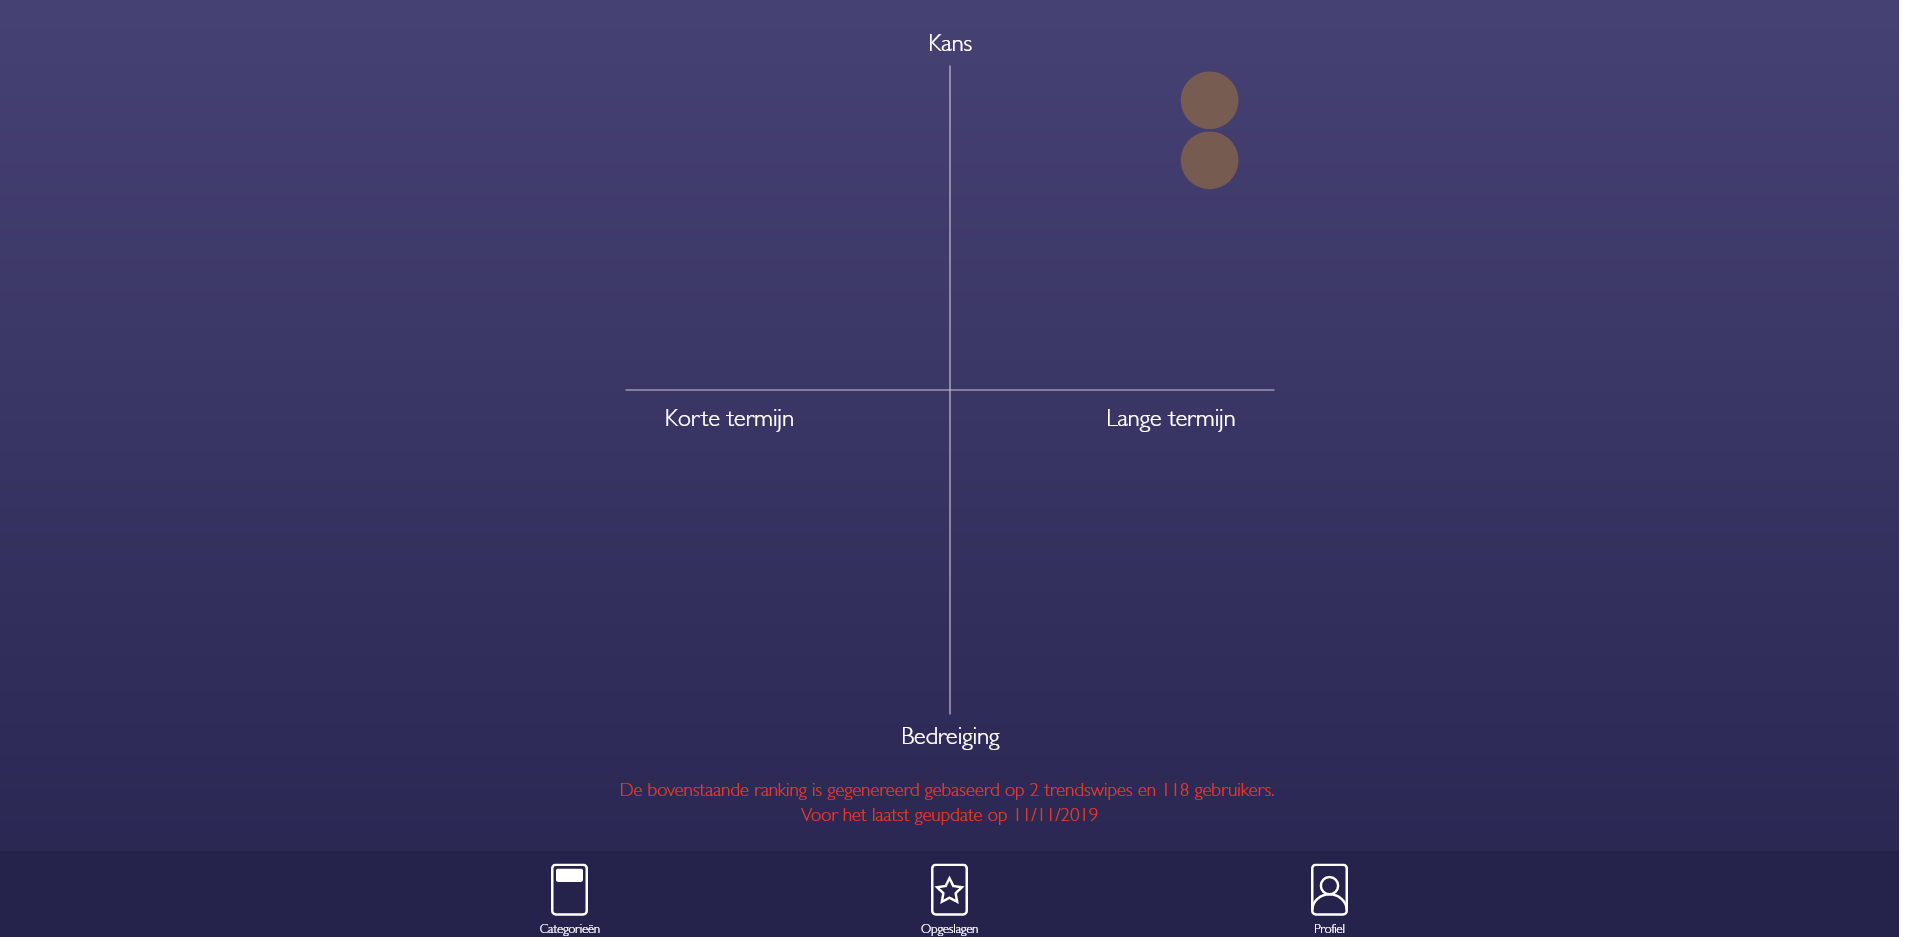 Kans
Korte termijn
Lange termijn
Bedreiging
De bovenstaande ranking is gegenereerd gebaseerd op 2 trendswipes en 118 gebruikers.
Voor het laatst geupdate op 11/11/2019
Categorieën
Opgeslagen
Profiel